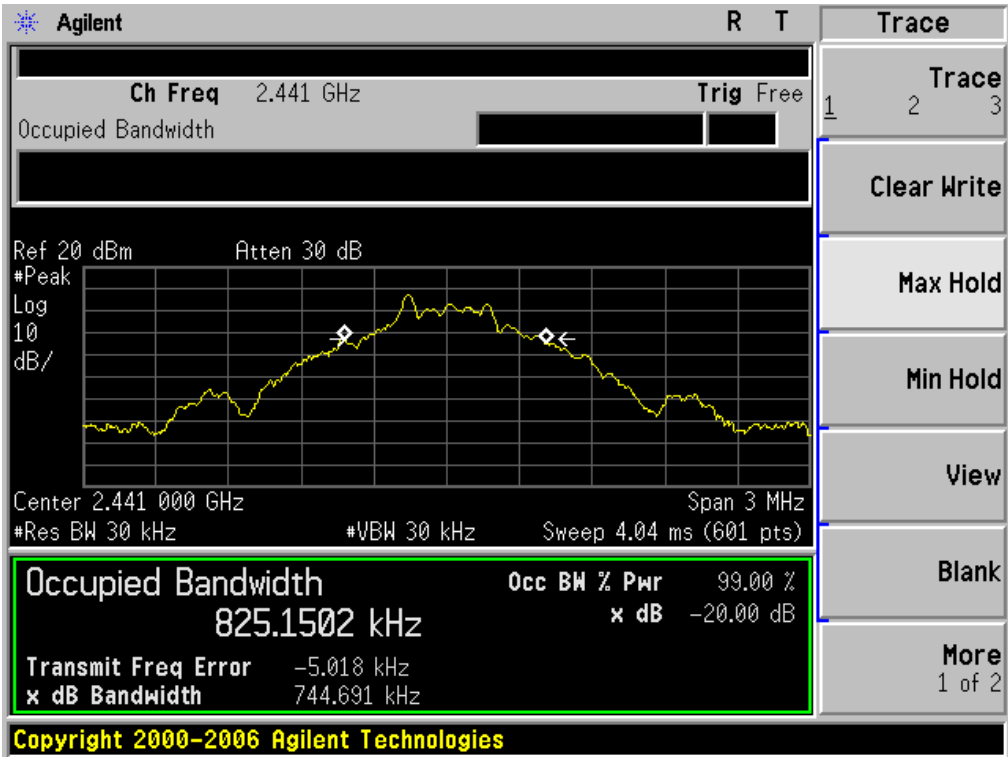 Agilent R T
Ch Freq 2.441 GHz Trig Free
Occupied Bandwidth
Ref 20 dBm Atten 30 dB
#Peak
Log
10
dB/
Center 2.441 000 GHz Span 3 MHz
#Res BW 30 kHz #VBW 30 kHz Sweep 4.04 ms (601 pts)
Occupied Bandwidth Occ BW % Pwr 99.00 %
825.1502 kHz x dB -20.00 dB
Transmit Freq Error -5.018 kHz
x dB Bandwidth 744.691 kHz
Copyright 2000-2006 Agilent Technologies
Trace
Trace
1 2 3
Clear Write
Max Hold
Min Hold
View
Blank
More
1 of 2